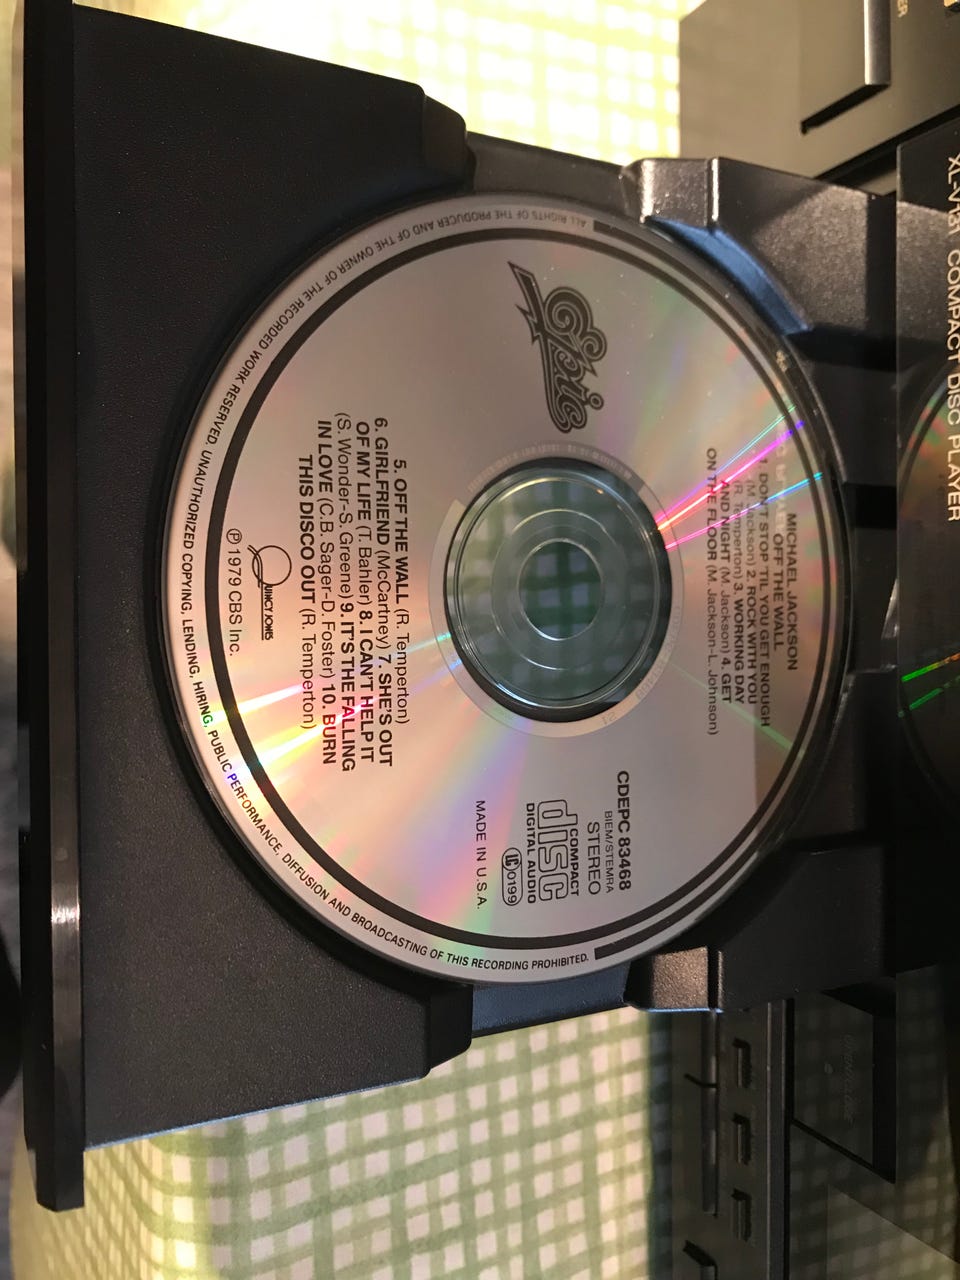 XL-V181 COMPACT DISC PLAYER
Epic
MICHAEL JACKSON
OFF THE WALL
1. DON'T STOP 'TIL YOU GET ENOUGH
(M. Jackson) 2. ROCK WITH YOU
(R. Temperton) 3. WORKING DAY
AND NIGHT (M. Jackson) 4. GET
ON THE FLOOR (M. Jackson-L. Johnson)
CDEPC 83468
BIEM/STEMRA
STEREO
COMPACT
disc
DIGITAL AUDIO
LC 0199
MADE IN U.S.A.
5. OFF THE WALL (R. Temperton)
6. GIRLFRIEND (McCartney) 7. SHE'S OUT
OF MY LIFE (T. Bahler) 8. I CAN'T HELP IT
(S. Wonder-S. Greene) 9. IT'S THE FALLING
IN LOVE (C.B. Sager-D. Foster) 10. BURN
THIS DISCO OUT (R. Temperton)
QUINCY JONES
℗ 1979 CBS Inc.
ALL RIGHTS OF THE PRODUCER AND OF THE OWNER OF THE RECORDED WORK RESERVED. UNAUTHORIZED COPYING, LENDING, HIRING, PUBLIC PERFORMANCE, DIFFUSION AND BROADCASTING OF THIS RECORDING PROHIBITED.